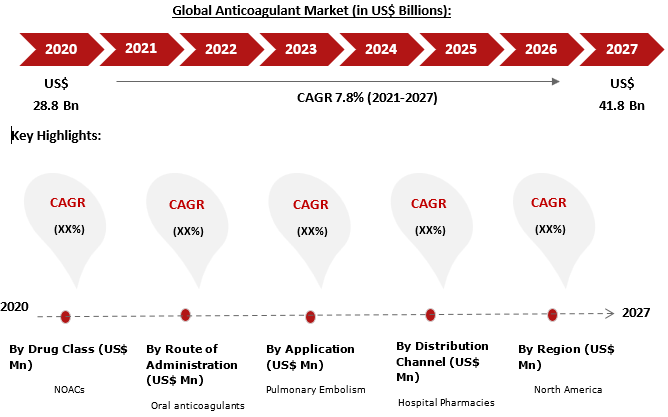 Global Anticoagulant Market (in US$ Billions):
2020 2021 2022 2023 2024 2025 2026 2027
US$
28.8 Bn
CAGR 7.8% (2021-2027)
US$
41.8 Bn
Key Highlights:
CAGR
(XX%)
CAGR
(XX%)
CAGR
(XX%)
CAGR
(XX%)
CAGR
(XX%)
2020
2027
By Drug Class (US$
Mn)
NOACs
By Route of
Administration
(US$ Mn)
Oral anticoagulants
By Application
(US$ Mn)
Pulmonary Embolism
By Distribution
Channel (US$
Mn)
Hospital Pharmacies
By Region (US$
Mn)
North America